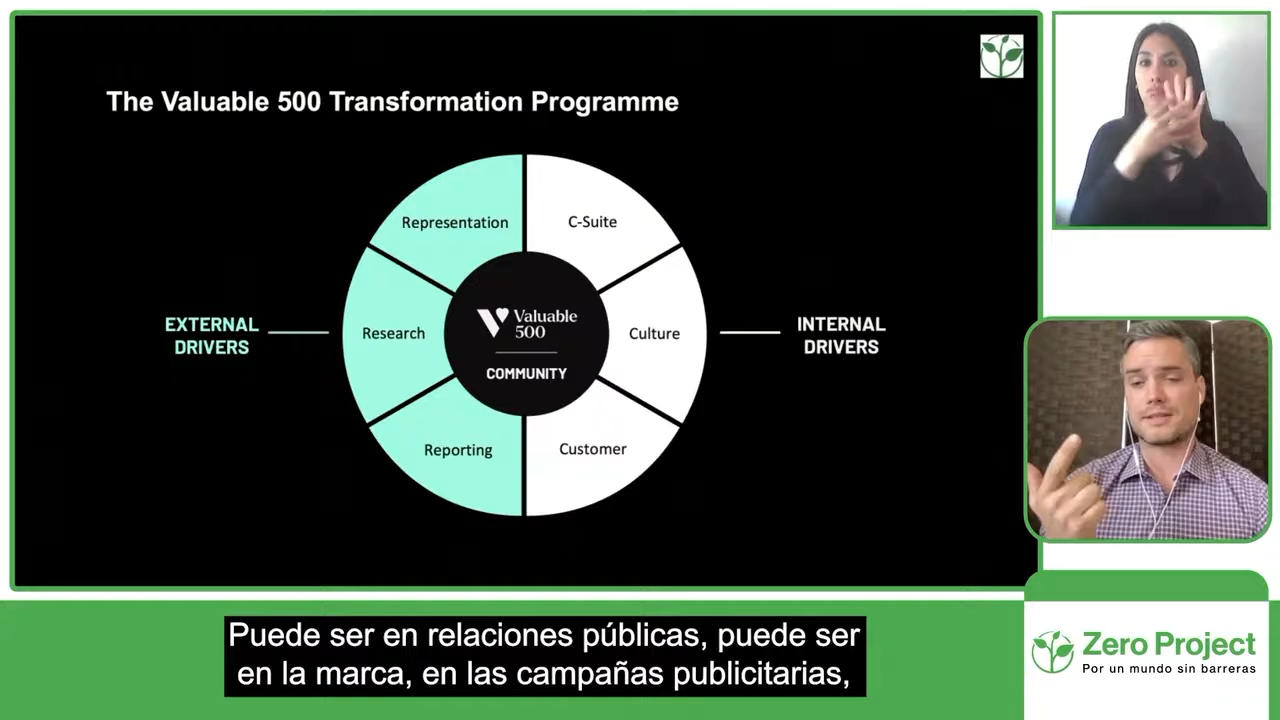 The Valuable 500 Transformation Programme
Representation
C-Suite
EXTERNAL
DRIVERS
Research
Valuable
500
COMMUNITY
Culture
INTERNAL
DRIVERS
Reporting
Customer
Puede ser en relaciones públicas, puede ser
en la marca, en las campañas publicitarias,
Zero Project
Por un mundo sin barreras